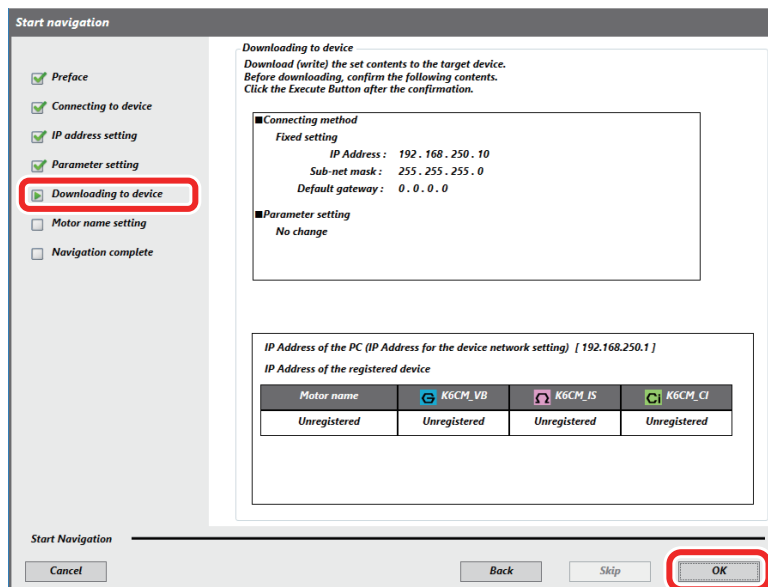 Start navigation
Preface
Connecting to device
IP address setting
Parameter setting
Downloading to device
Motor name setting
Navigation complete
Downloading to device
Download (write) the set contents to the target device.
Before downloading, confirm the following contents.
Click the Execute Button after the confirmation.
■Connecting method
Fixed setting
IP Address : 192 . 168 . 250 . 10
Sub-net mask : 255 . 255 . 255 . 0
Default gateway : 0 . 0 . 0 . 0
■Parameter setting
No change
IP Address of the PC (IP Address for the device network setting) [ 192.168.250.1 ]
IP Address of the registered device
Motor name K6CM_VB Ω K6CM_IS Ci K6CM_CI
Unregistered Unregistered Unregistered Unregistered
Start Navigation
Cancel Back Skip OK